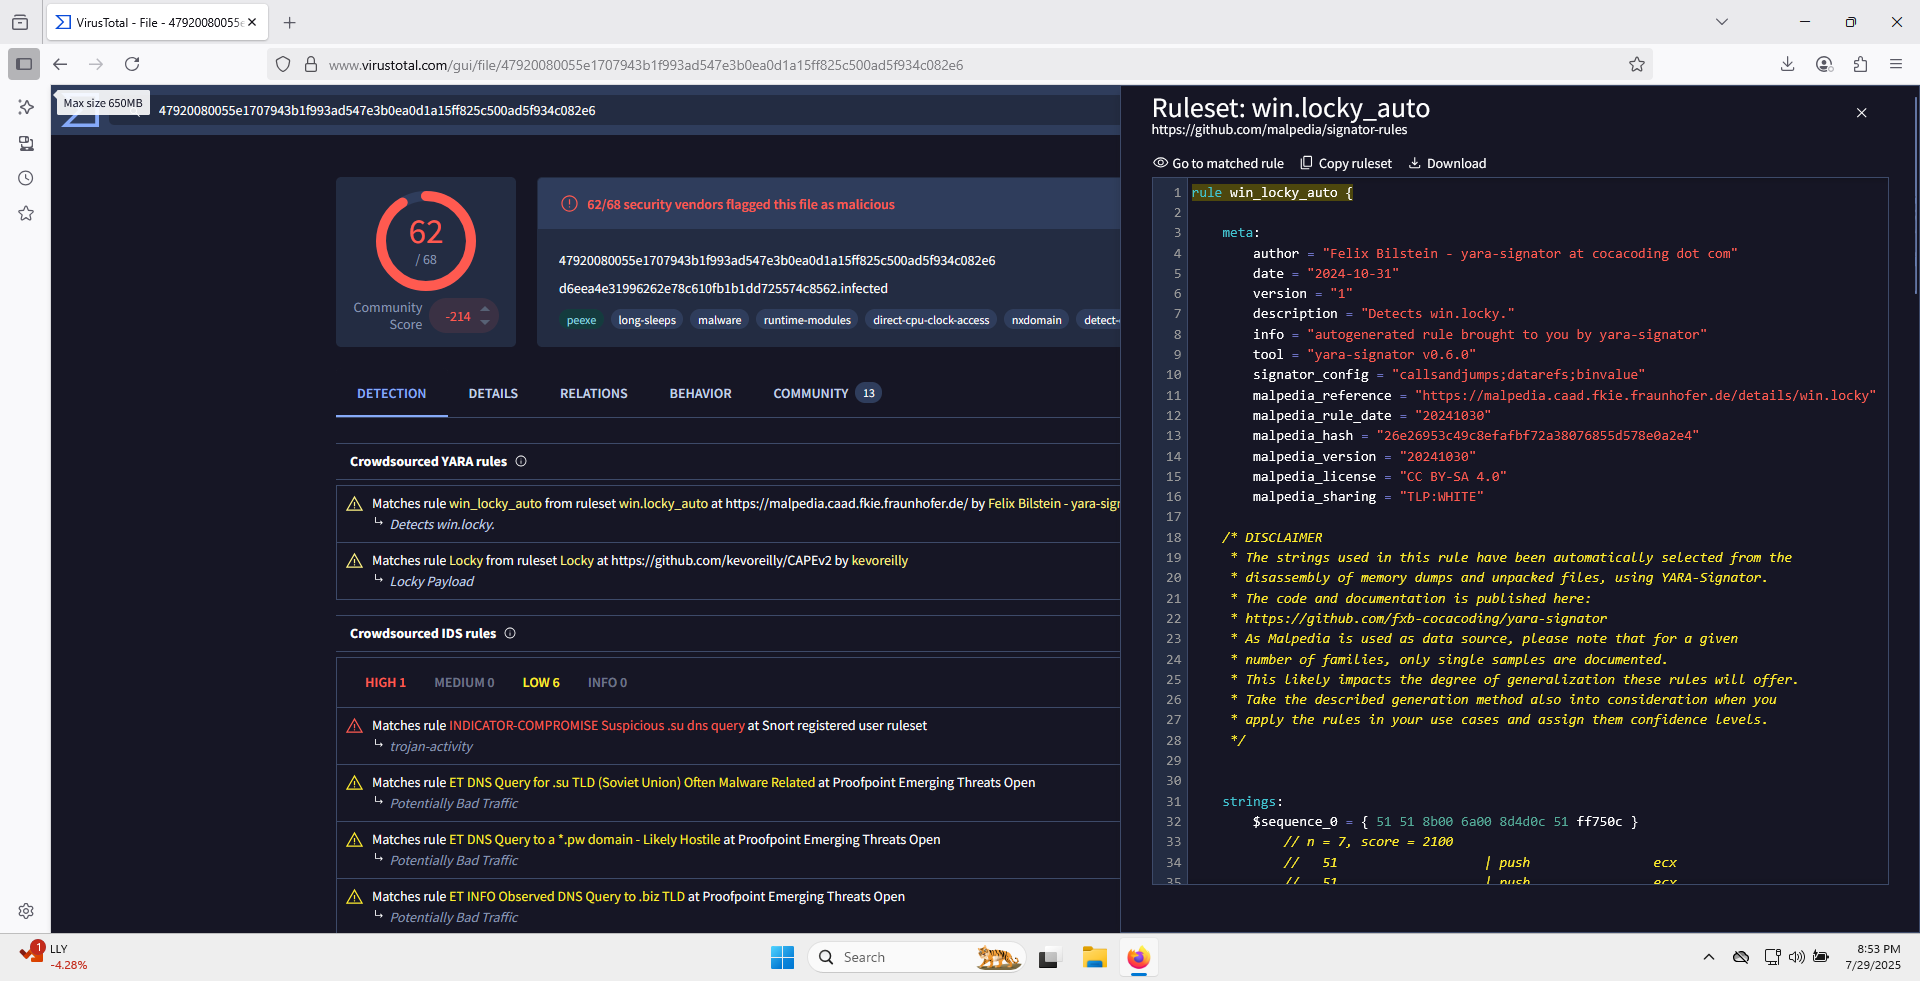 VirusTotal - File - 47920080055e
www.virustotal.com/gui/file/47920080055e1707943b1f993ad547e3b0ea0d1a15ff825c500ad5f934c082e6
Max size 650MB
47920080055e1707943b1f993ad547e3b0ea0d1a15ff825c500ad5f934c082e6
62
/ 68
Community
Score
-214
62/68 security vendors flagged this file as malicious
47920080055e1707943b1f993ad547e3b0ea0d1a15ff825c500ad5f934c082e6
d6eea4e31996262e78c610fb1b1dd725574c8562.infected
peexe long-sleeps malware runtime-modules direct-cpu-clock-access nxdomain detect-
DETECTION DETAILS RELATIONS BEHAVIOR COMMUNITY 13
Crowdsourced YARA rules
Matches rule win_locky_auto from ruleset win.locky_auto at https://malpedia.caad.fkie.fraunhofer.de/ by Felix Bilstein - yara-sigr
Detects win.locky.
Matches rule Locky from ruleset Locky at https://github.com/kevoreilly/CAPEv2 by kevoreilly
Locky Payload
Crowdsourced IDS rules
HIGH 1 MEDIUM 0 LOW 6 INFO 0
Matches rule INDICATOR-COMPROMISE Suspicious .su dns query at Snort registered user ruleset
trojan-activity
Matches rule ET DNS Query for .su TLD (Soviet Union) Often Malware Related at Proofpoint Emerging Threats Open
Potentially Bad Traffic
Matches rule ET DNS Query to a *.pw domain - Likely Hostile at Proofpoint Emerging Threats Open
Potentially Bad Traffic
Matches rule ET INFO Observed DNS Query to .biz TLD at Proofpoint Emerging Threats Open
Potentially Bad Traffic
Ruleset: win.locky_auto
https://github.com/malpedia/signator-rules
Go to matched rule Copy ruleset Download
1 rule win_locky_auto {
2
3 meta:
4 author = "Felix Bilstein - yara-signator at cocacoding dot com"
5 date = "2024-10-31"
6 version = "1"
7 description = "Detects win.locky."
8 info = "autogenerated rule brought to you by yara-signator"
9 tool = "yara-signator v0.6.0"
10 signator_config = "callsandjumps;datarefs;binvalue"
11 malpedia_reference = "https://malpedia.caad.fkie.fraunhofer.de/details/win.locky"
12 malpedia_rule_date = "20241030"
13 malpedia_hash = "26e26953c49c8efafbf72a38076855d578e0a2e4"
14 malpedia_version = "20241030"
15 malpedia_license = "CC BY-SA 4.0"
16 malpedia_sharing = "TLP:WHITE"
17
18 /* DISCLAIMER
19 * The strings used in this rule have been automatically selected from the
20 * disassembly of memory dumps and unpacked files, using YARA-Signator.
21 * The code and documentation is published here:
22 * https://github.com/fxb-cocacoding/yara-signator
23 * As Malpedia is used as data source, please note that for a given
24 * number of families, only single samples are documented.
25 * This likely impacts the degree of generalization these rules will offer.
26 * Take the described generation method also into consideration when you
27 * apply the rules in your use cases and assign them confidence levels.
28 */
29
30
31 strings:
32 $sequence_0 = { 51 51 8b00 6a00 8d4d0c 51 ff750c }
33 // n = 7, score = 2100
34 // 51 | push ecx
35 // 51 | push ecx
1 LLY
-4.28%
Search
8:53 PM
7/29/2025